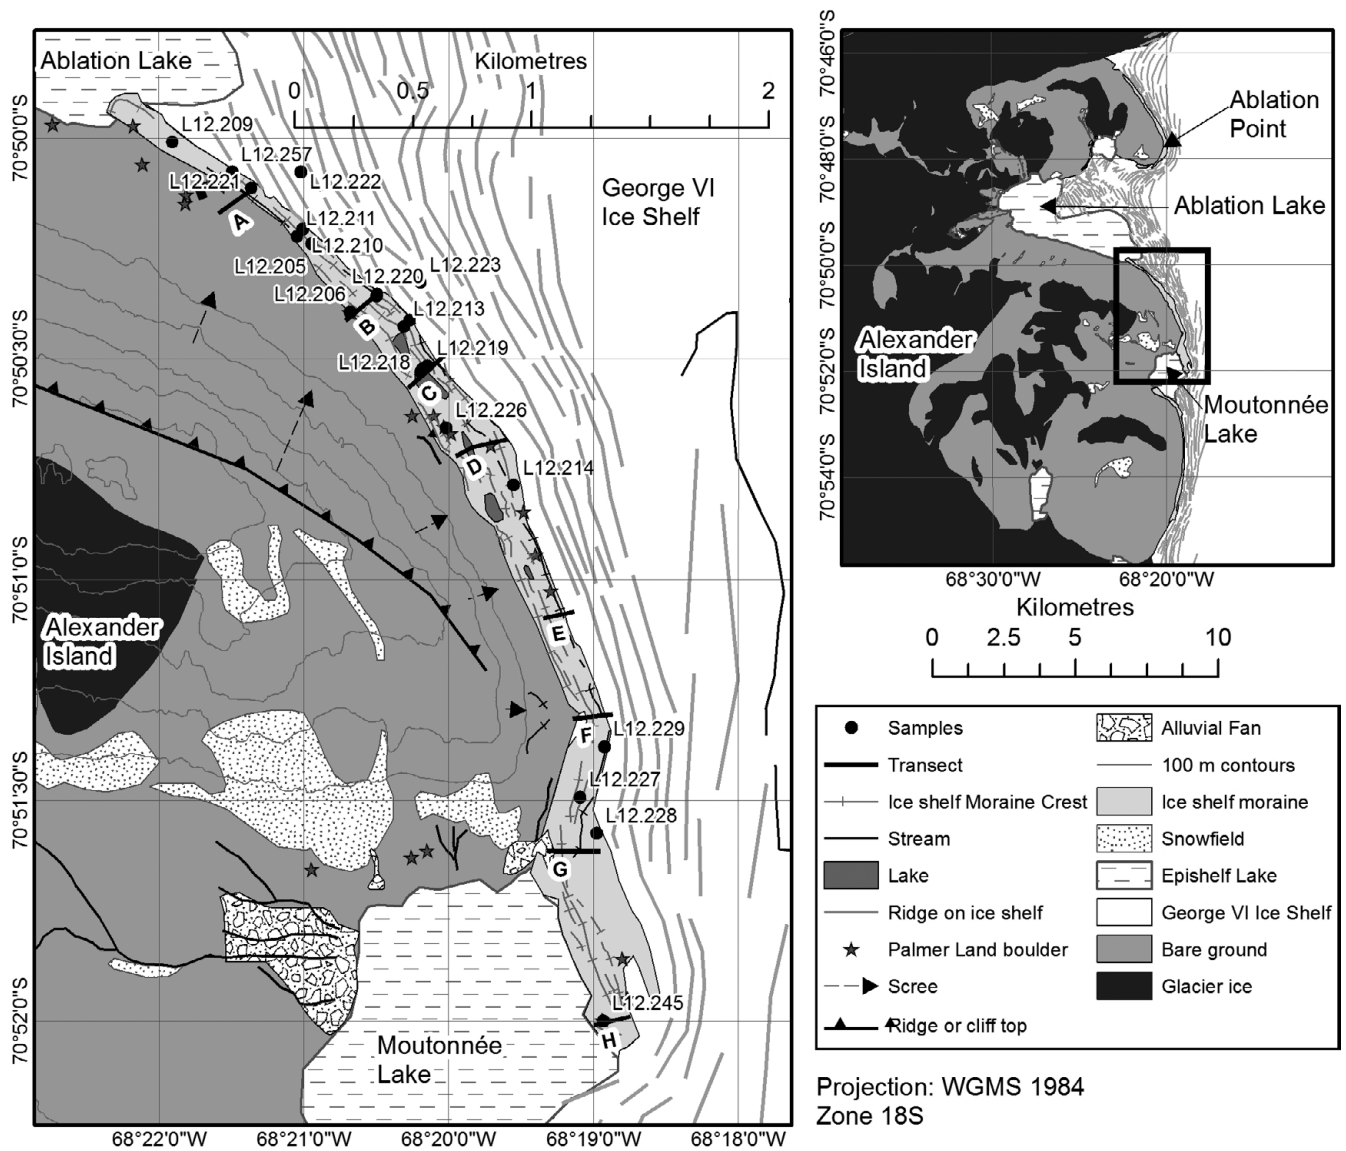 Ablation Lake
Kilometres
0 0.5 1 2
70°50'0"S
L12.209
L12.257
L12.221
L12.222
A
L12.211
L12.210
L12.205
L12.223
L12.220
L12.206
L12.213
B
George VI
Ice Shelf
70°50'30"S
L12.219
L12.218
C
L12.226
D
L12.214
70°51'0"S
E
Alexander
Island
F
L12.229
L12.227
70°51'30"S
L12.228
G
L12.245
70°52'0"S
H
Moutonnée
Lake
68°22'0"W 68°21'0"W 68°20'0"W 68°19'0"W 68°18'0"W
70°46'0"S
70°48'0"S
70°50'0"S
70°52'0"S
70°54'0"S
Ablation
Point
Ablation Lake
Alexander
Island
Moutonnée
Lake
68°30'0"W 68°20'0"W
Kilometres
0 2.5 5 10
Samples
Transect
Ice shelf Moraine Crest
Stream
Lake
Ridge on ice shelf
Palmer Land boulder
Scree
Ridge or cliff top
Alluvial Fan
100 m contours
Ice shelf moraine
Snowfield
Epishelf Lake
George VI Ice Shelf
Bare ground
Glacier ice
Projection: WGMS 1984
Zone 18S